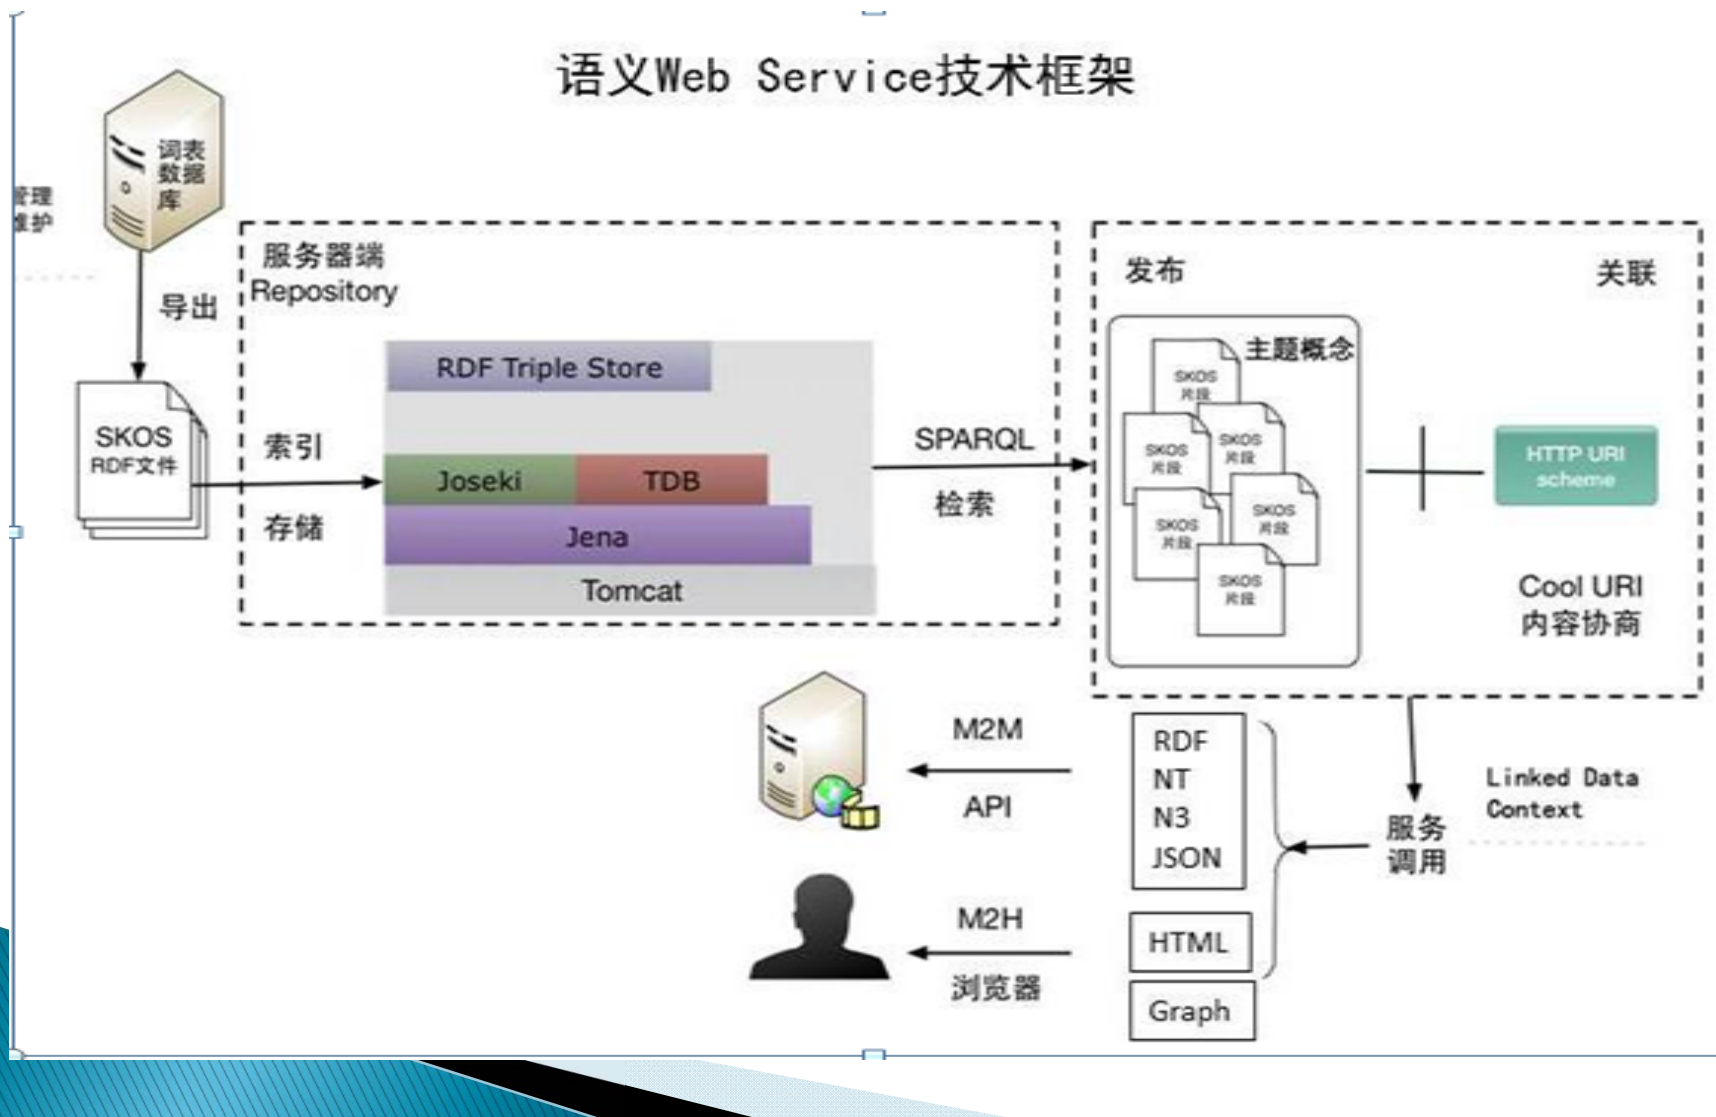 语义Web Service技术框架
词表
数据
库
管理
维护
导出
SKOS
RDF文件
服务器端
Repository
索引
存储
RDF Triple Store
Joseki
TDB
Jena
Tomcat
SPARQL
检索
发布
关联
主题概念
SKOS
片段
SKOS
片段
SKOS
片段
SKOS
片段
SKOS
片段
SKOS
片段
HTTP URI
scheme
Cool URI
内容协商
M2M
API
RDF
NT
N3
JSON
服务
调用
Linked Data
Context
M2H
浏览器
HTML
Graph